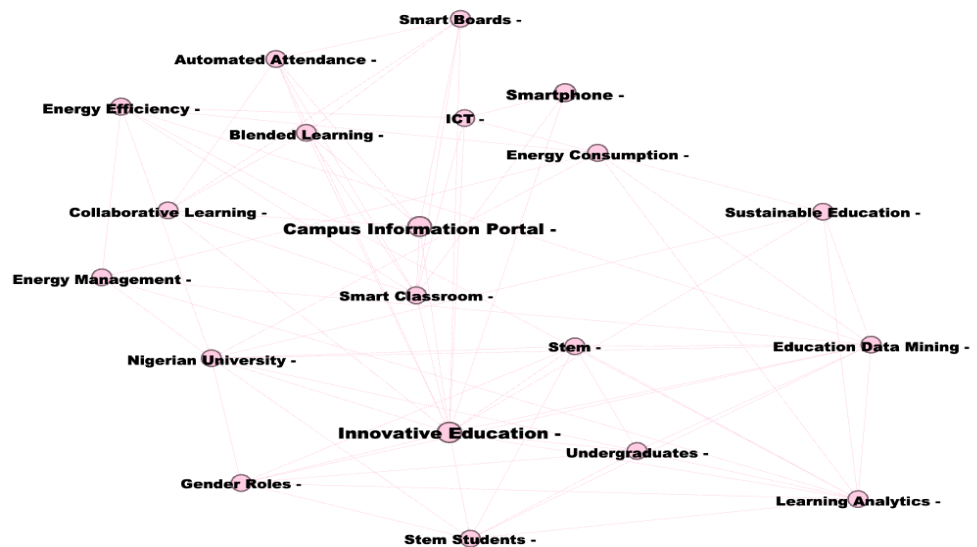 Smart Boards -
Automated Attendance -
Smartphone -
Energy Efficiency -
ICT -
Blended Learning -
Energy Consumption -
Collaborative Learning -
Sustainable Education -
Campus Information Portal -
Energy Management -
Smart Classroom -
Stem -
Education Data Mining -
Nigerian University -
Innovative Education -
Undergraduates -
Gender Roles -
Learning Analytics -
Stem Students -